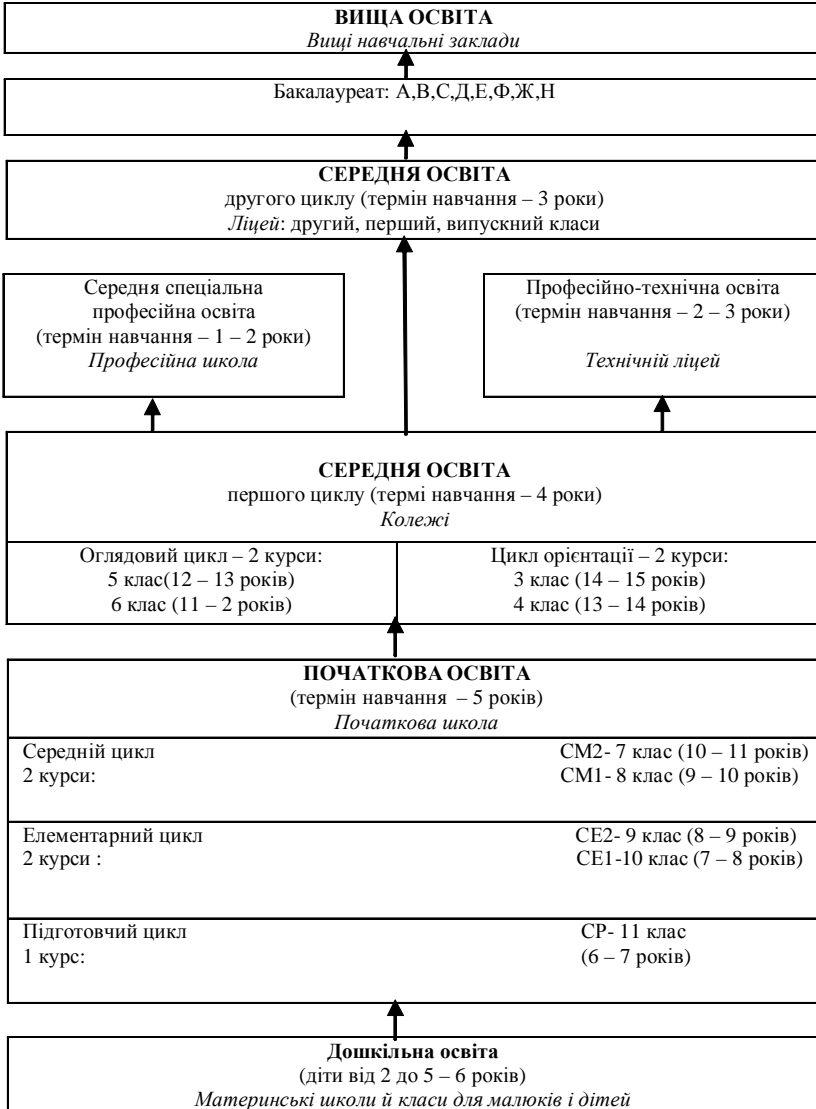 ВИЩА ОСВІТА
Вищі навчальні заклади
Бакалауреат: А,В,С,Д,Е,Ф,Ж,Н
СЕРЕДНЯ ОСВІТА
другого циклу (термін навчання – 3 роки)
Ліцей: другий, перший, випускний класи
Середня спеціальна
професійна освіта
(термін навчання – 1 – 2 роки)
Професійна школа
Професійно-технічна освіта
(термін навчання – 2 – 3 роки)
Технічній ліцей
СЕРЕДНЯ ОСВІТА
першого циклу (термі навчання – 4 роки)
Колежі
Оглядовий цикл – 2 курси:
5 клас(12 – 13 років)
6 клас (11 – 2 років)
Цикл орієнтації – 2 курси:
3 клас (14 – 15 років)
4 клас (13 – 14 років)
ПОЧАТКОВА ОСВІТА
(термін навчання – 5 років)
Початкова школа
Середній цикл СМ2- 7 клас (10 – 11 років)
2 курси: СМ1- 8 клас (9 – 10 років)
Елементарний цикл СЕ2- 9 клас (8 – 9 років)
2 курси : СЕ1-10 клас (7 – 8 років)
Підготовчий цикл СР- 11 клас
1 курс: (6 – 7 років)
Дошкільна освіта
(діти від 2 до 5 – 6 років)
Материнські школи й класи для малюків і дітей